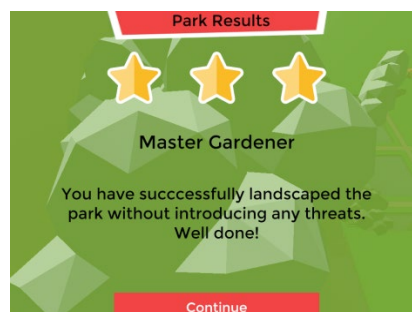 Park Results
Master Gardener
You have succcessfully landscaped the
park without introducing any threats.
Well done!
Continue